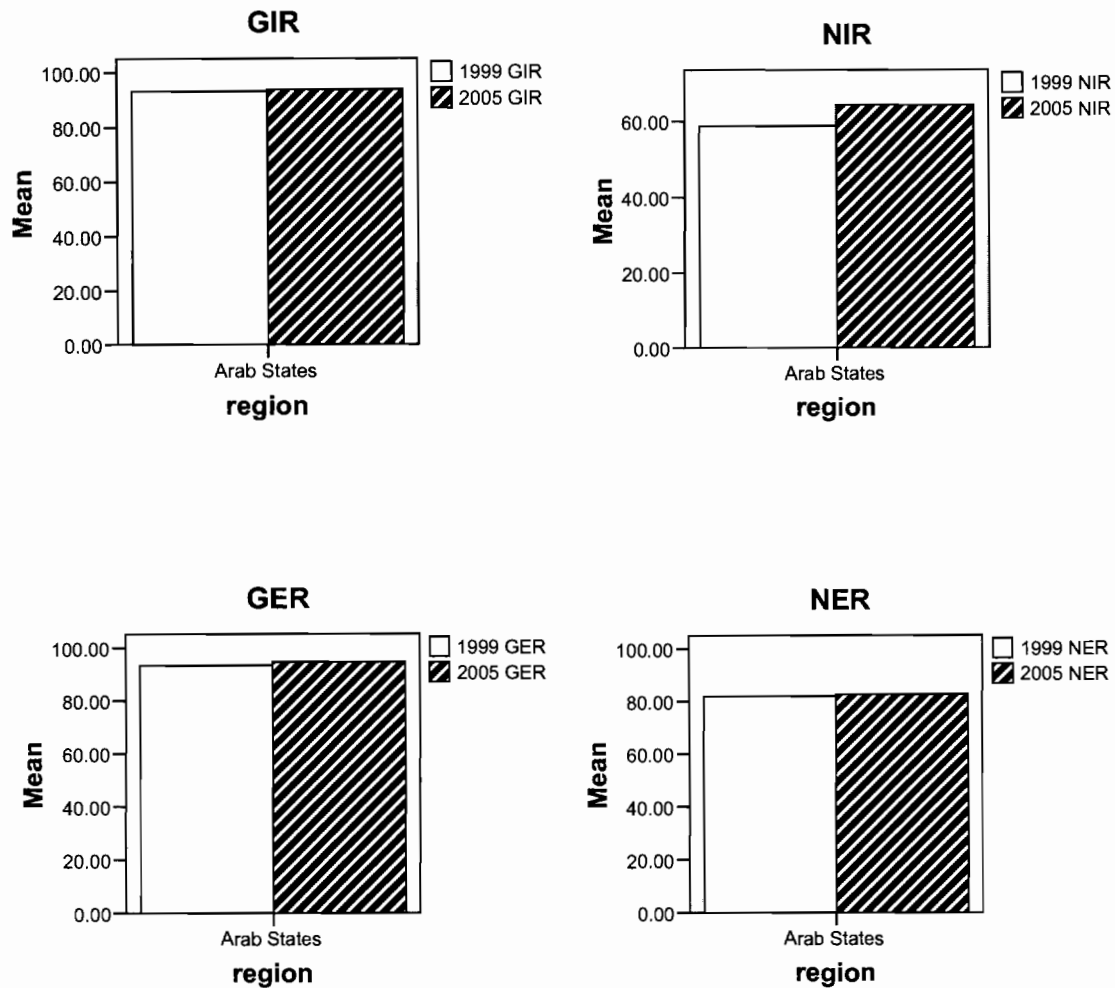 GIR
100.00
80.00
60.00
40.00
20.00
0.00
Mean
Arab States
region
1999 GIR
2005 GIR
NIR
60.00
40.00
20.00
0.00
Mean
Arab States
region
1999 NIR
2005 NIR
GER
100.00
80.00
60.00
40.00
20.00
0.00
Mean
Arab States
region
1999 GER
2005 GER
NER
100.00
80.00
60.00
40.00
20.00
0.00
Mean
Arab States
region
1999 NER
2005 NER